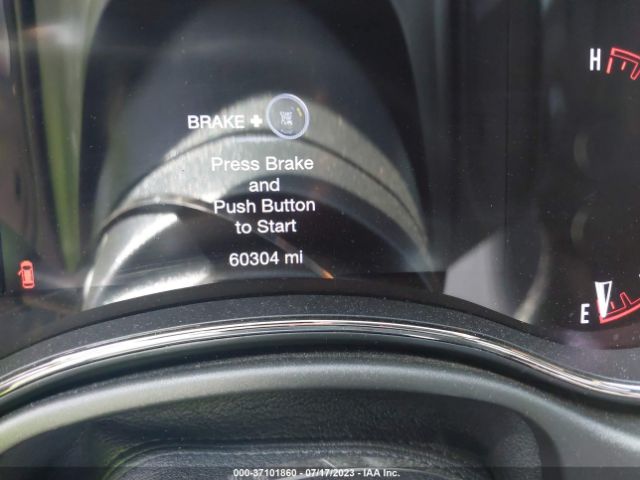 H
BRAKE +
Press Brake
and
Push Button
to Start
60304 mi
E
000-37101860 - 07/17/2023 - IAA Inc.